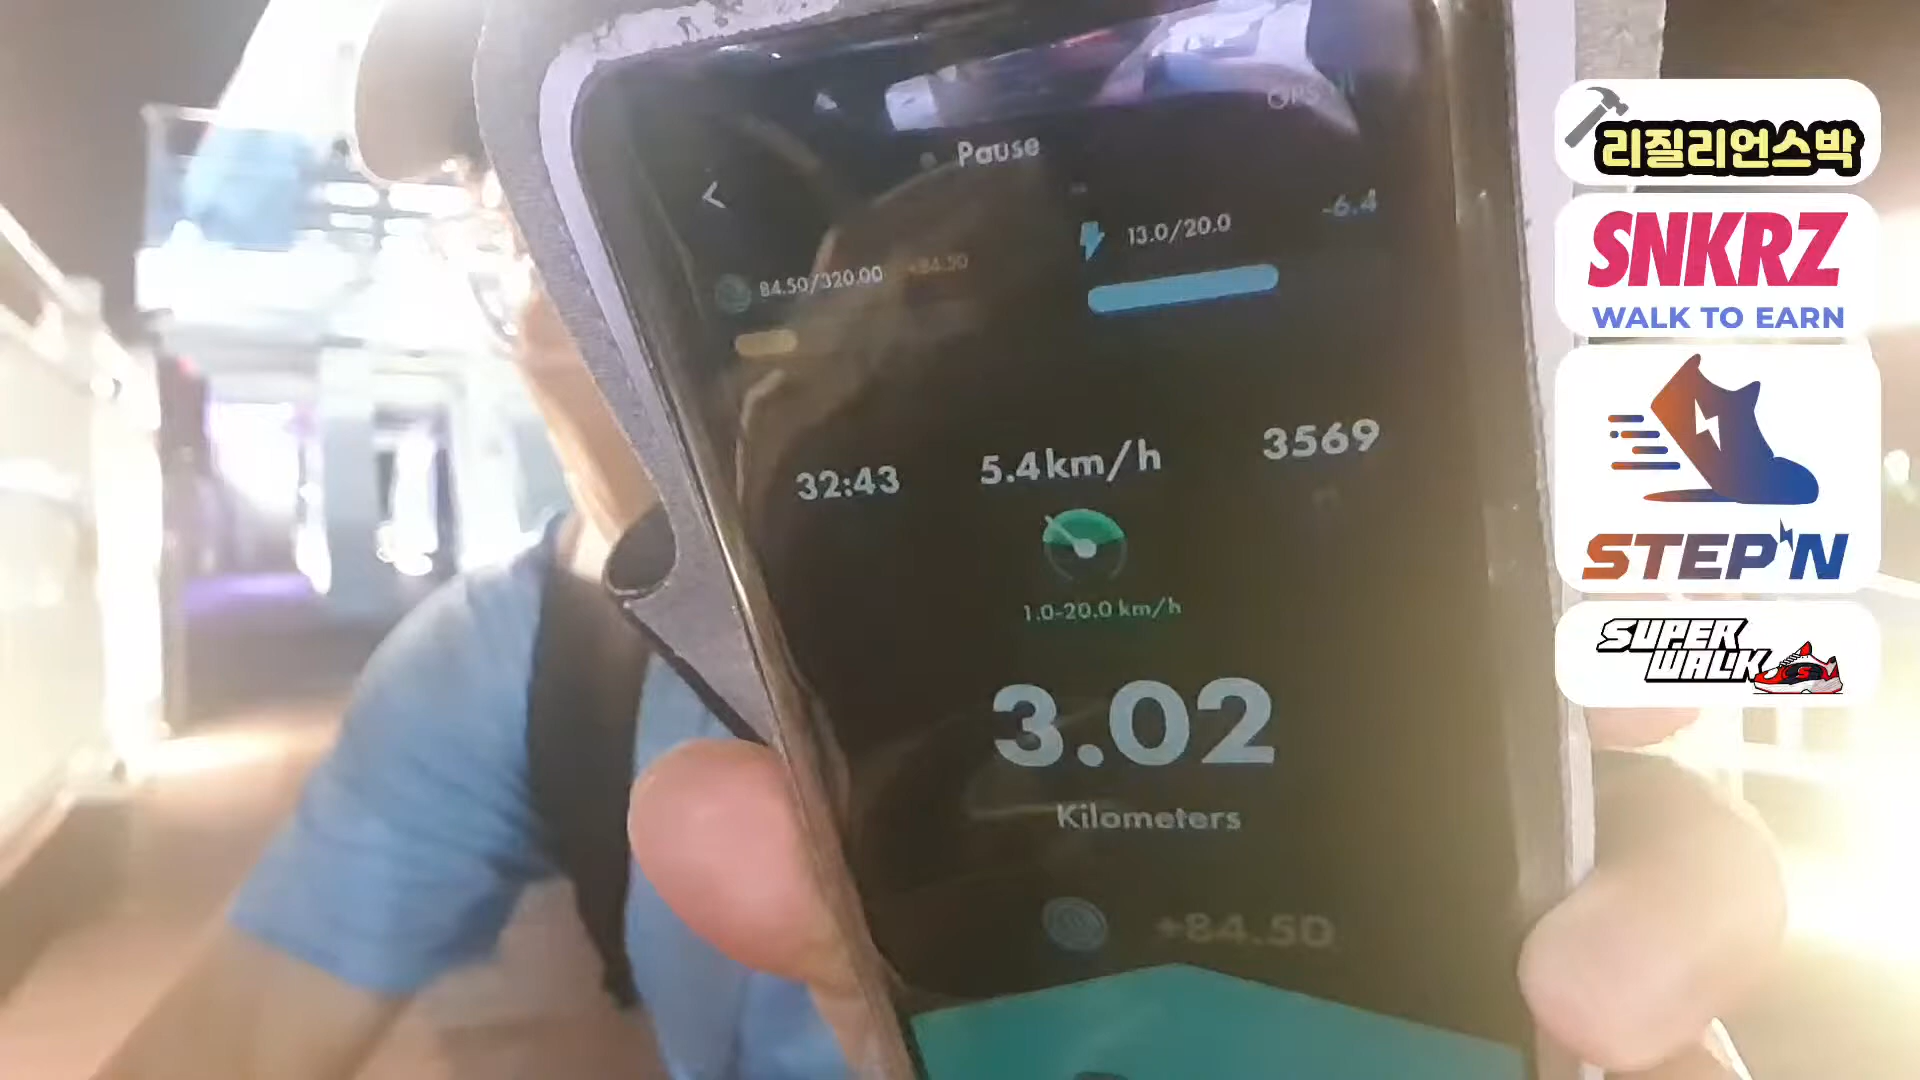 GPS
Pause
13.0/20.0
-6.4
84.50/320.00
+84.50
32:43
5.4km/h
3569
1.0-20.0 km/h
3.02
Kilometers
+84.50
리질리언스박
SNKRZ
WALK TO EARN
STEP'N
SUPER
WALK
S